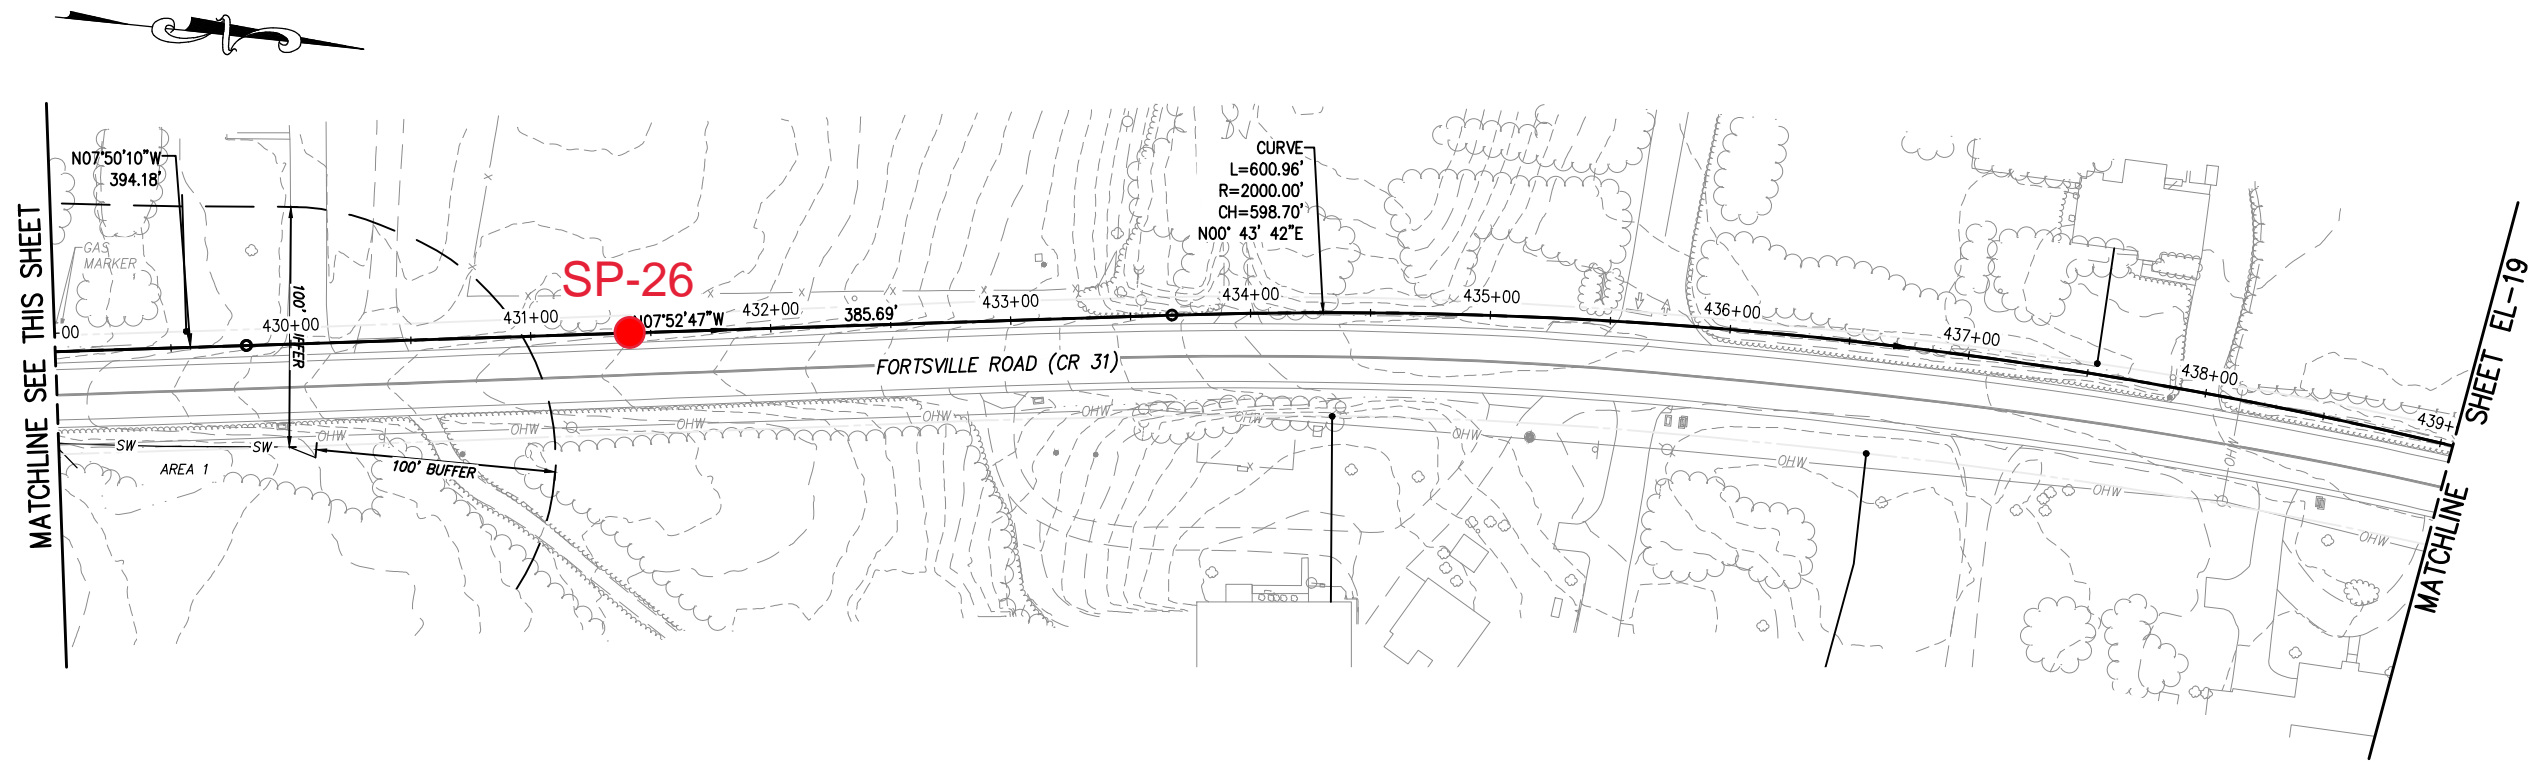 MATCHLINE SEE THIS SHEET
N07°50'10"W
394.18'
GAS
MARKER
100' BUFFER
SP-26
N07°52'47"W
385.69'
CURVE
L=600.96'
R=2000.00'
CH=598.70'
N00° 43' 42"E
+00
430+00
431+00
432+00
433+00
434+00
435+00
436+00
437+00
438+00
439+
FORTSVILLE ROAD (CR 31)
SW
SW
AREA 1
100' BUFFER
OHW
OHW
OHW
OHW
OHW
OHW
OHW
OHW
OHW
OHW
OHW
MATCHLINE SHEET EL-19